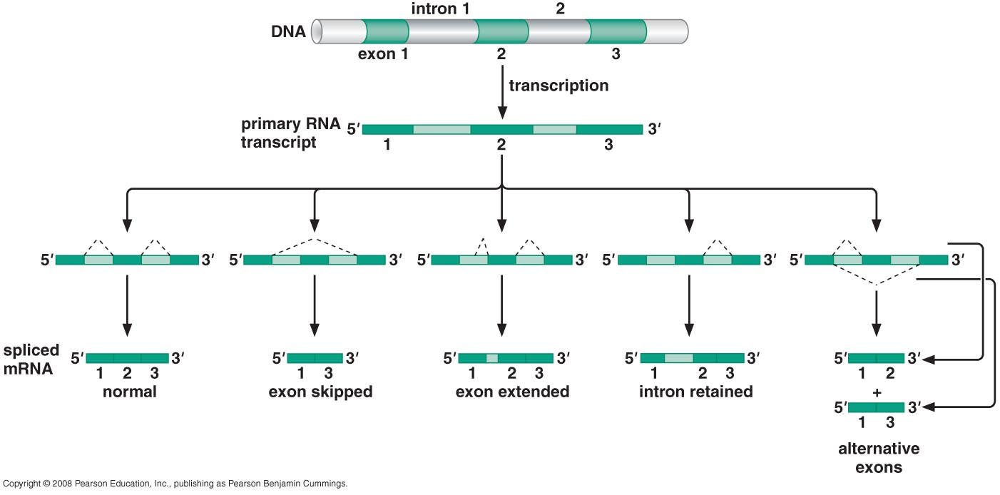 intron 1 2
DNA
exon 1 2 3
transcription
primary RNA
transcript
5′ 3′
1 2 3
5′ 3′ 5′ 3′ 5′ 3′ 5′ 3′ 5′ 3′
spliced
mRNA
5′ 3′ 5′ 3′ 5′ 3′ 5′ 3′ 5′ 3′
1 2 3 1 3 1 2 3 1 2 3 1 2
normal exon skipped exon extended intron retained +
5′ 3′
1 3
alternative
exons
Copyright © 2008 Pearson Education, Inc., publishing as Pearson Benjamin Cummings.